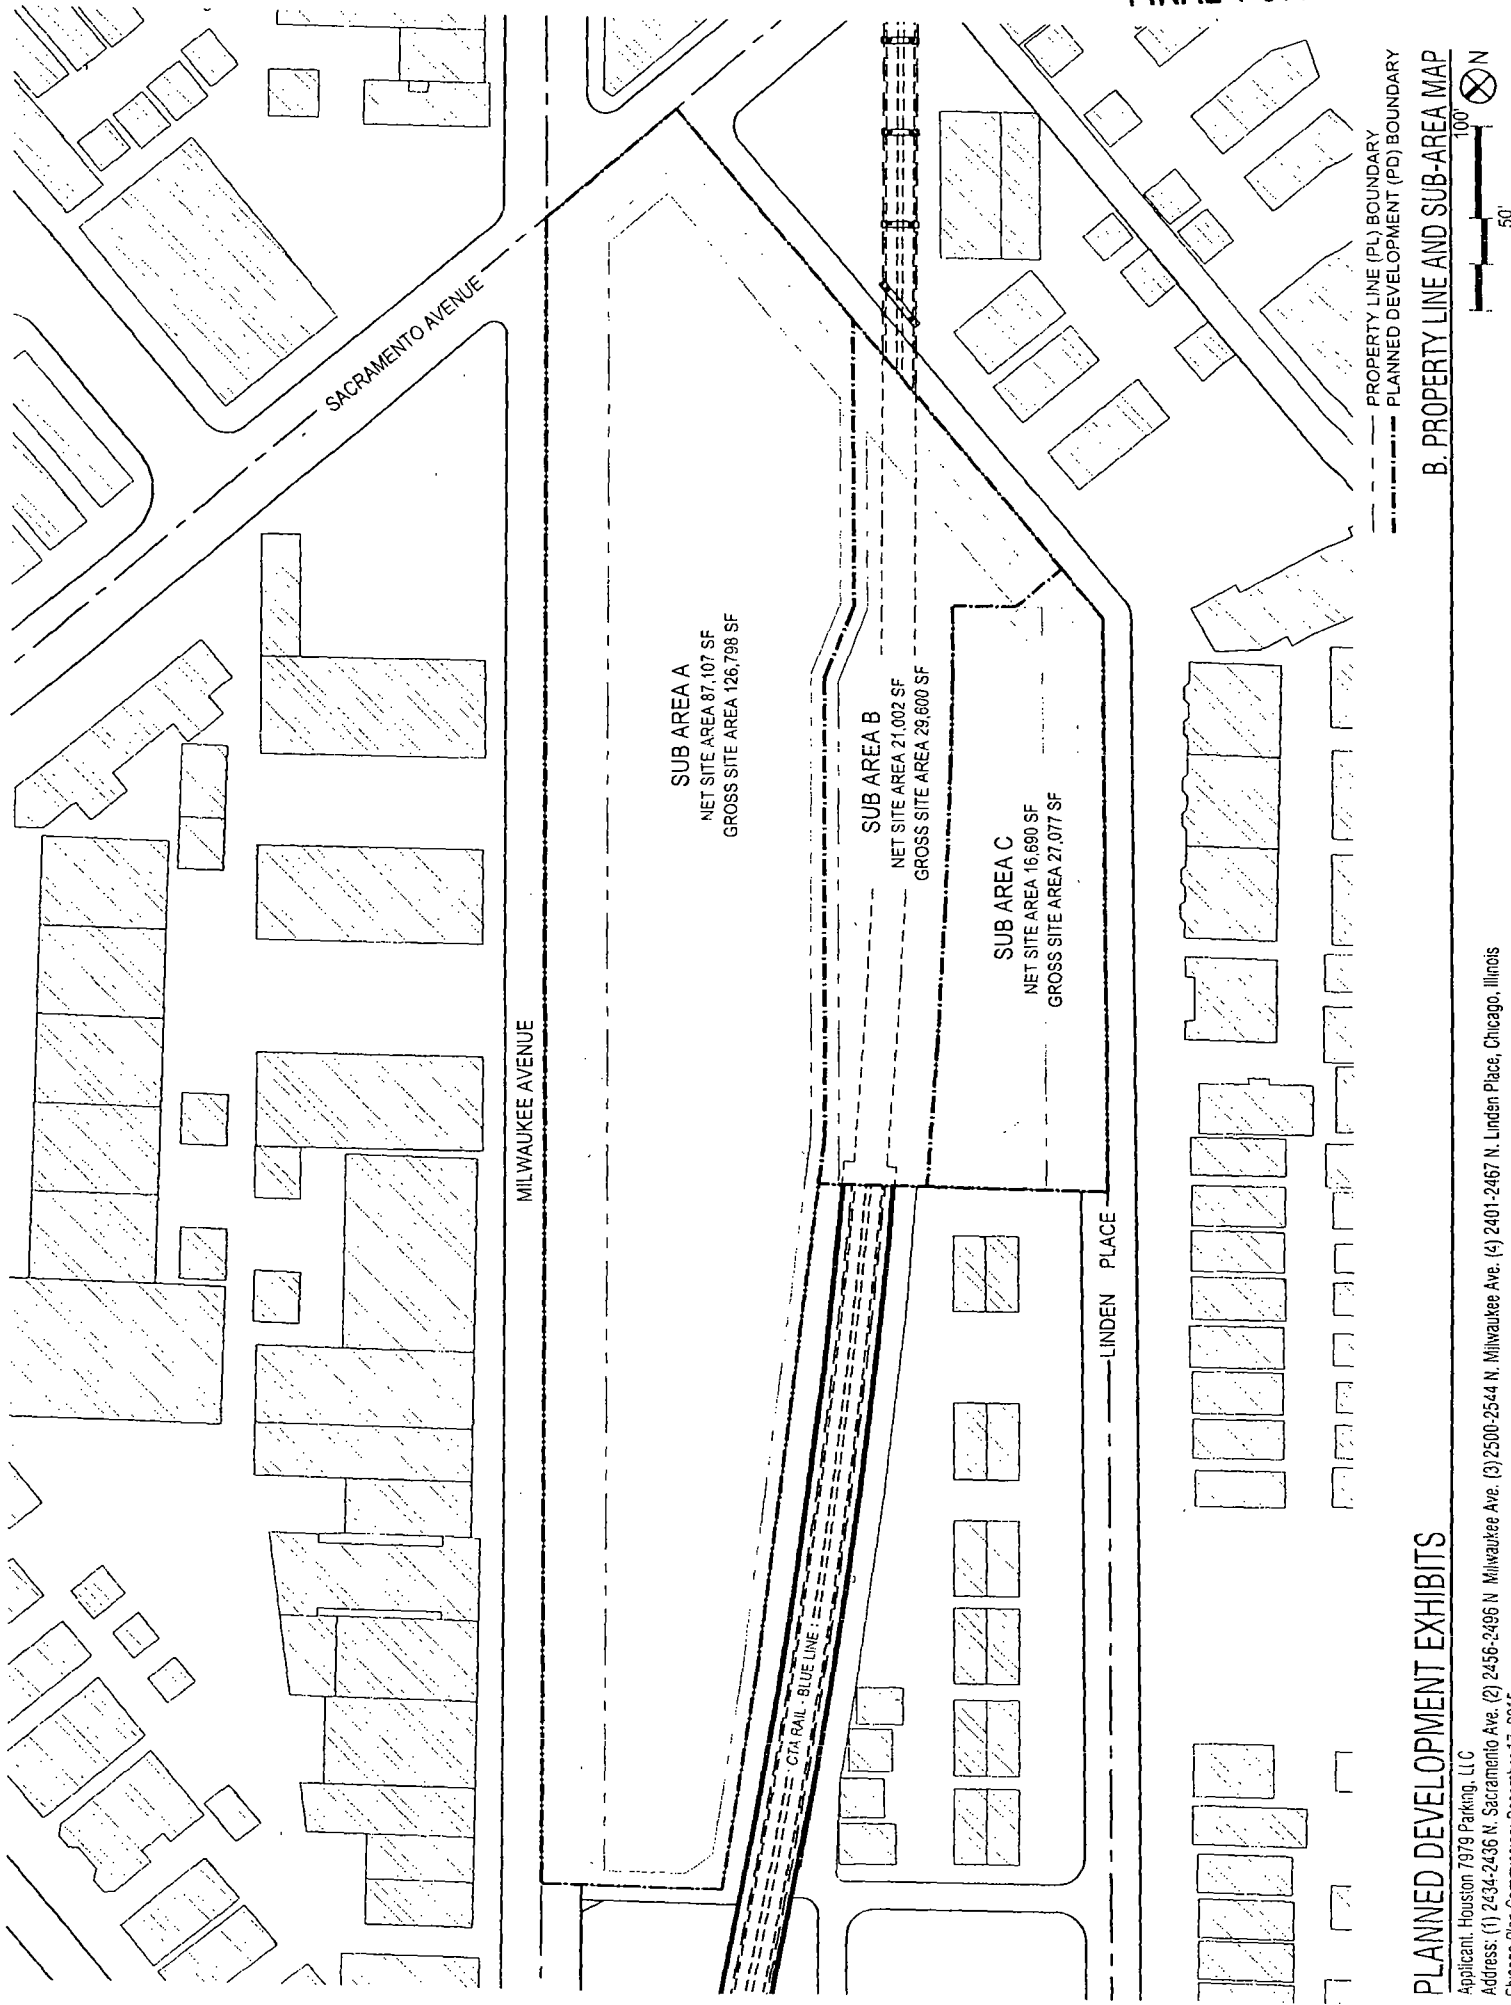 SACRAMENTO AVENUE
MILWAUKEE AVENUE
SUB AREA A
NET SITE AREA 87,107 SF
GROSS SITE AREA 126,798 SF
SUB AREA B
NET SITE AREA 21,002 SF
GROSS SITE AREA 29,600 SF
SUB AREA C
NET SITE AREA 16,690 SF
GROSS SITE AREA 27,077 SF
CTA RAIL - BLUE LINE
LINDEN PLACE
PROPERTY LINE (PL) BOUNDARY
PLANNED DEVELOPMENT (PD) BOUNDARY
B. PROPERTY LINE AND SUB-AREA MAP
50'
100'
N
PLANNED DEVELOPMENT EXHIBITS
Applicant. Houston 7979 Parking, LLC
Address: (1) 2434-2436 N. Sacramento Ave. (2) 2456-2496 N Milwaukee Ave. (3) 2500-2544 N. Milwaukee Ave. (4) 2401-2467 N. Linden Place, Chicago, Illinois